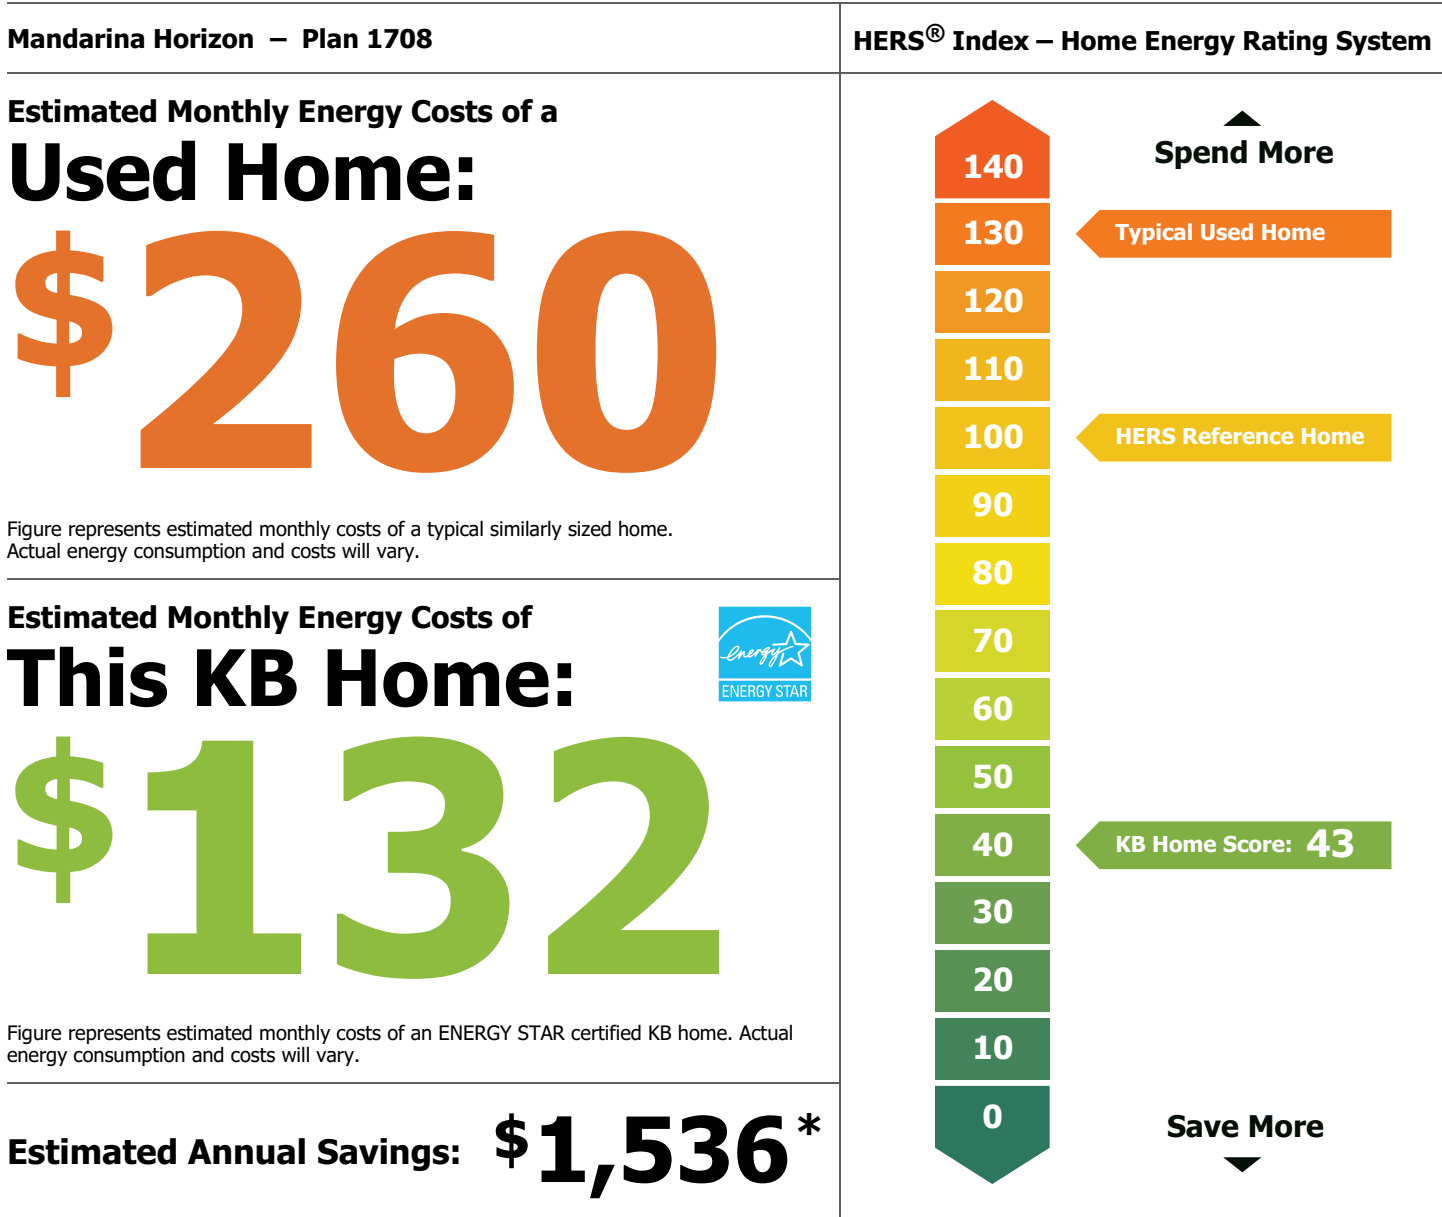 Mandarina Horizon – Plan 1708
Estimated Monthly Energy Costs of a
Used Home:
$260
Figure represents estimated monthly costs of a typical similarly sized home.
Actual energy consumption and costs will vary.
Estimated Monthly Energy Costs of
This KB Home:
energy
ENERGY STAR
$132
Figure represents estimated monthly costs of an ENERGY STAR certified KB home. Actual
energy consumption and costs will vary.
Estimated Annual Savings: $1,536*
HERS® Index – Home Energy Rating System
Spend More
140
130 Typical Used Home
120
110
100 HERS Reference Home
90
80
70
60
50
40 KB Home Score: 43
30
20
10
0
Save More